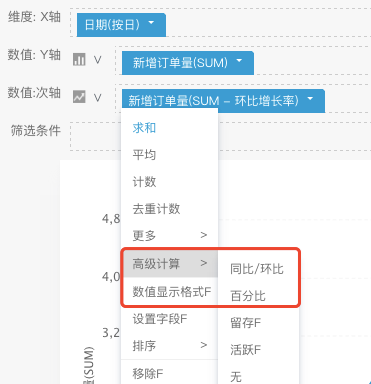 维度: X轴
日期(按日)
数值: Y轴
新增订单量(SUM)
数值:次轴
新增订单量(SUM - 环比增长率)
筛选条件
求和
平均
计数
去重计数
更多 >
高级计算 >
数值显示格式F
设置字段F
排序 >
移除F
同比/环比
百分比
留存F
活跃F
无
4,8
4,0
3,2
量(SUM)